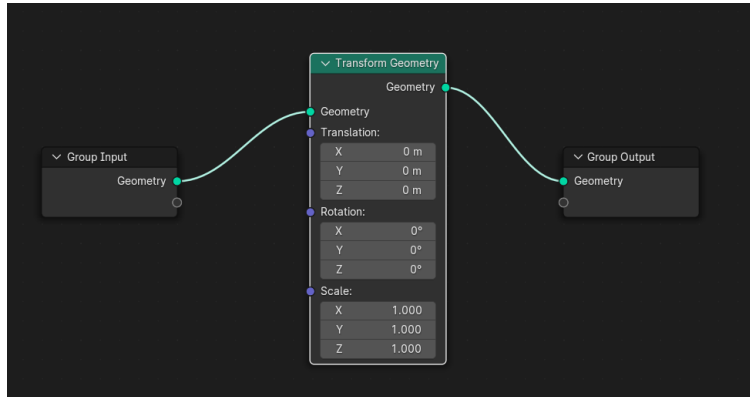 Group Input
Geometry
Transform Geometry
Geometry
Geometry
Translation:
X 0 m
Y 0 m
Z 0 m
Rotation:
X 0°
Y 0°
Z 0°
Scale:
X 1.000
Y 1.000
Z 1.000
Group Output
Geometry